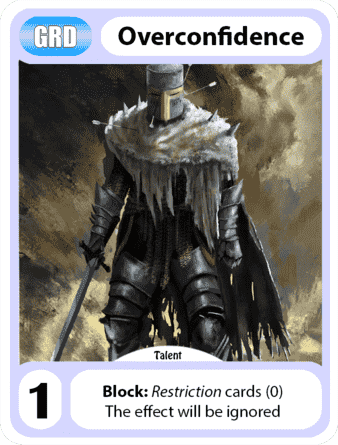 GRD
Overconfidence
Talent
1
Block: Restriction cards (0)
The effect will be ignored